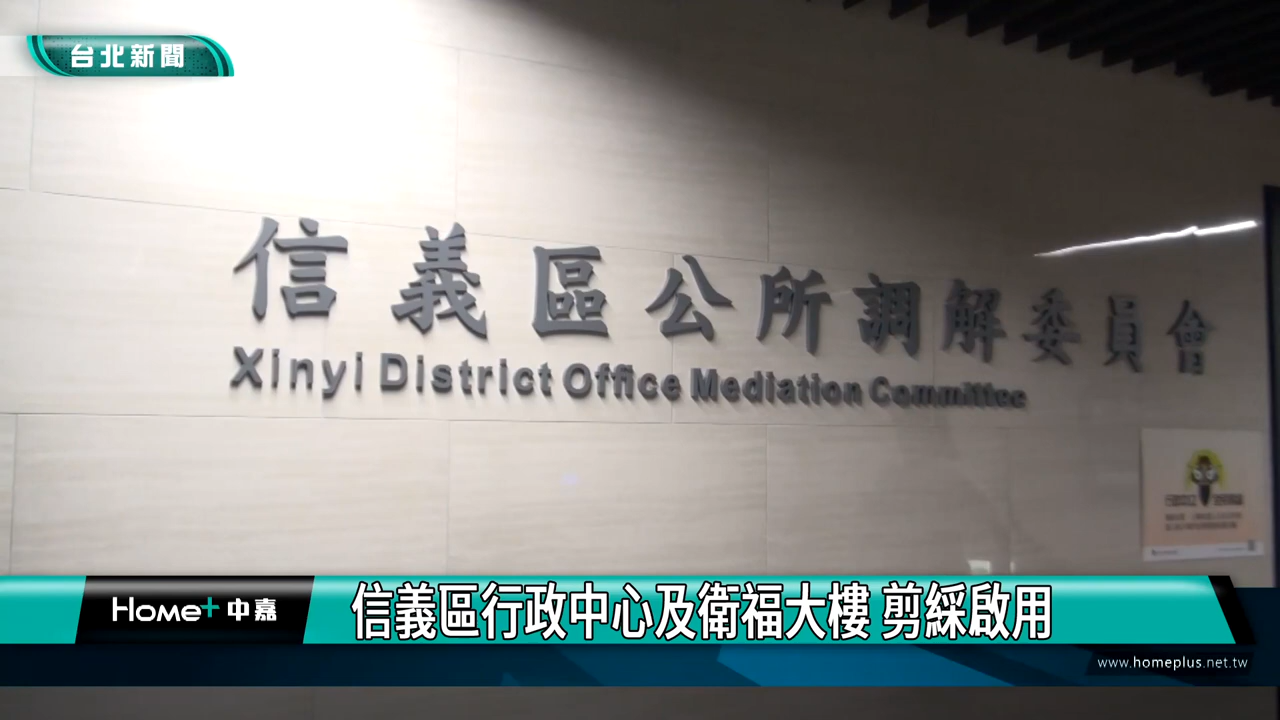 台北新聞
信義區公所調解委員會
Xinyi District Office Mediation Committee
Home+ 中嘉
信義區行政中心及衛福大樓 剪綵啟用
www.homeplus.net.tw